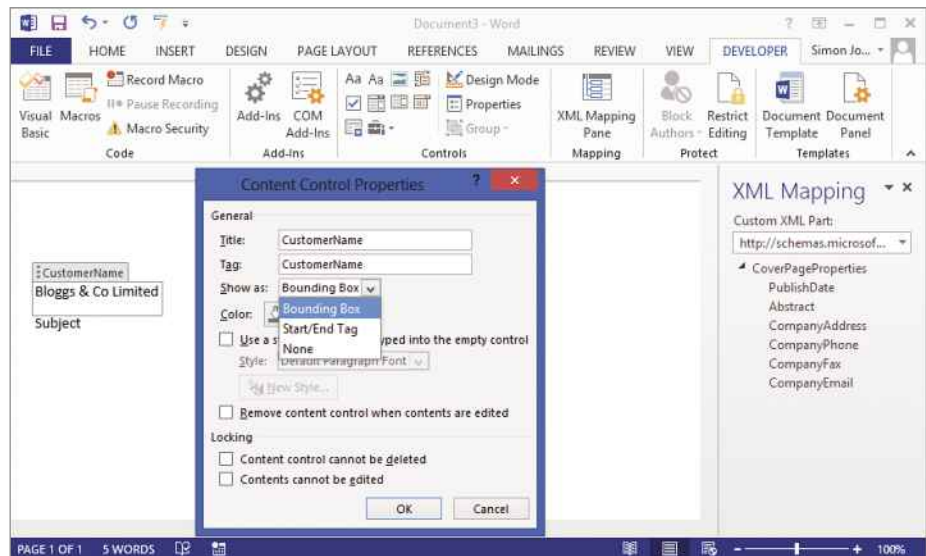 Document3 - Word
FILE HOME INSERT DESIGN PAGE LAYOUT REFERENCES MAILINGS REVIEW VIEW DEVELOPER Simon Jo...
Visual Basic
Macros
Record Macro
Pause Recording
Macro Security
Code
Add-Ins
COM Add-Ins
Add-Ins
Aa Aa
Design Mode
Properties
Group
Controls
XML Mapping Pane
Mapping
Block Authors
Restrict Editing
Protect
Document Template
Document Panel
Templates
CustomerName
Bloggs & Co Limited
Subject
Content Control Properties ?
General
Title: CustomerName
Tag: CustomerName
Show as: Bounding Box
Bounding Box
Start/End Tag
None
Color:
Use a s yped into the empty control
Style: Default Paragraph Font
New Style...
Remove content control when contents are edited
Locking
Content control cannot be deleted
Contents cannot be edited
OK Cancel
XML Mapping
Custom XML Part:
http://schemas.microsof...
CoverPageProperties
PublishDate
Abstract
CompanyAddress
CompanyPhone
CompanyFax
CompanyEmail
PAGE 1 OF 1 5 WORDS 100%